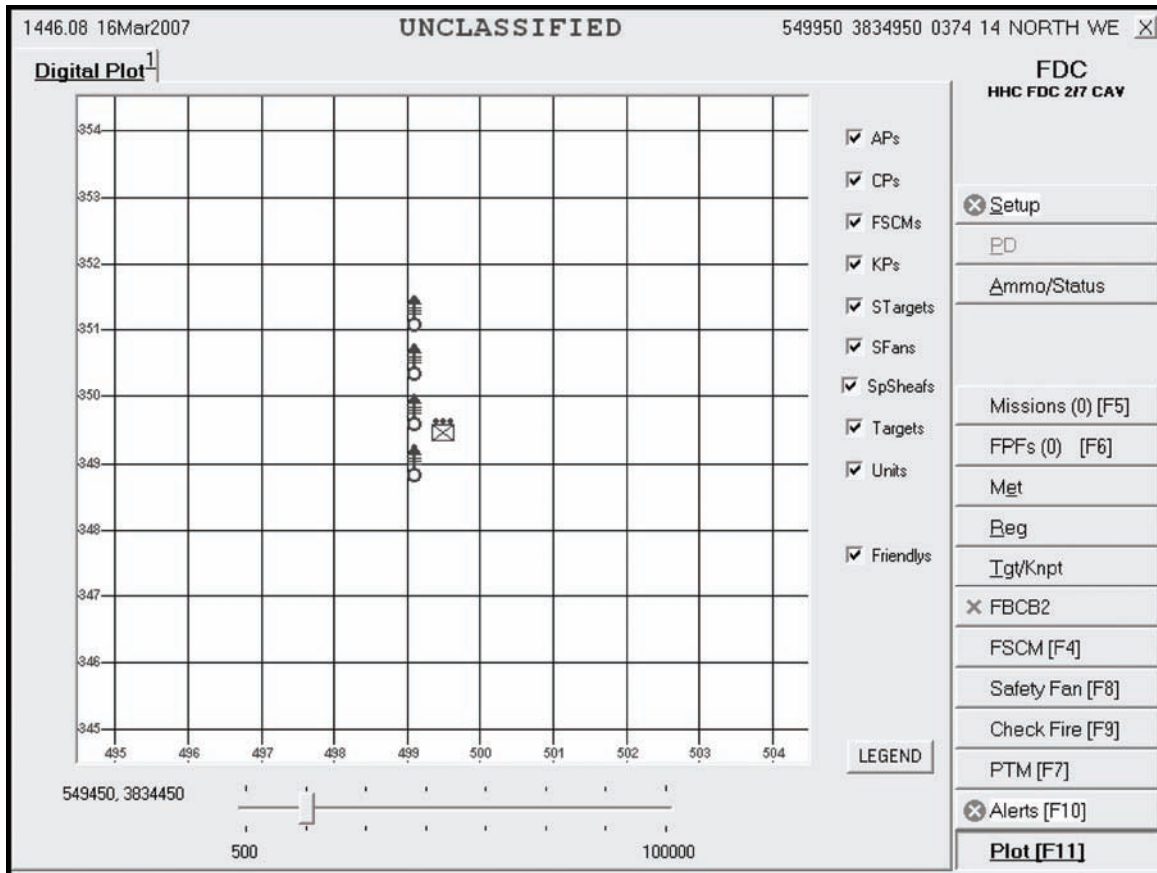 1446.08 16Mar2007 UNCLASSIFIED 549950 3834950 0374 14 NORTH WE X
Digital Plot 1
FDC
HHC FDC 2/7 CAV
354
353
352
351
350
349
348
347
346
345
495 496 497 498 499 500 501 502 503 504
APs
CPs
FSCMs
KPs
STargets
SFans
SpSheafs
Targets
Units
Friendlys
LEGEND
549450, 3834450
500 100000
Setup
PD
Ammo/Status
Missions (0) [F5]
FPFs (0) [F6]
Met
Reg
Tgt/Knpt
FBCB2
FSCM [F4]
Safety Fan [F8]
Check Fire [F9]
PTM [F7]
Alerts [F10]
Plot [F11]